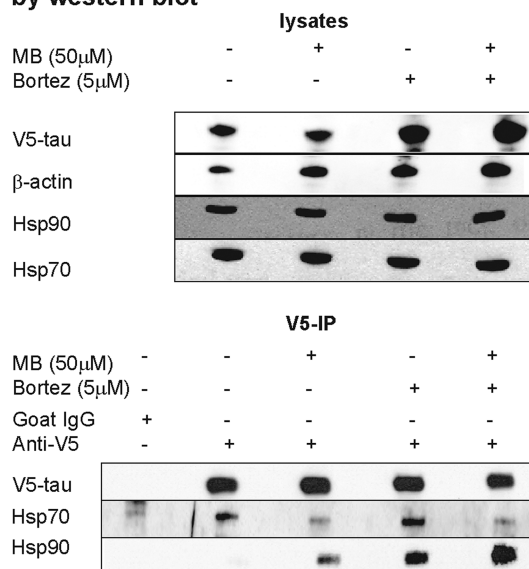 by western blot
lysates
MB (50μM) - + - +
Bortez (5μM) - - + +
V5-tau
β-actin
Hsp90
Hsp70
V5-IP
MB (50μM) - - + - +
Bortez (5μM) - - - + +
Goat IgG + - - - -
Anti-V5 - + + + +
V5-tau
Hsp70
Hsp90